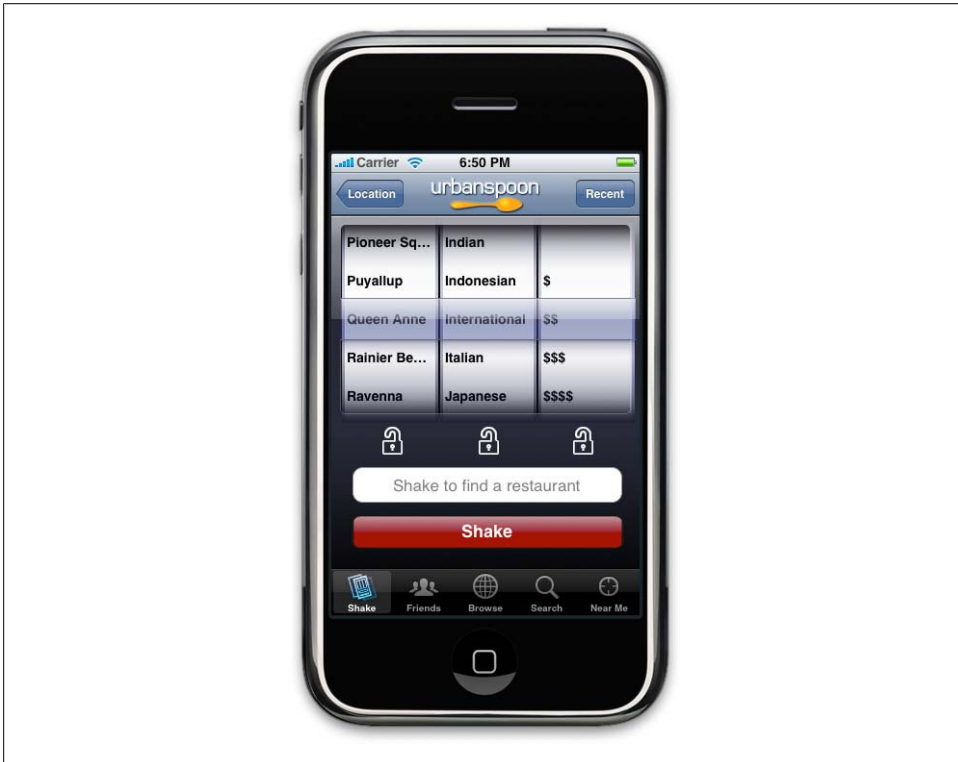 Carrier 6:50 PM
Location urbanspoon Recent
Pioneer Sq... Indian
Puyallup Indonesian $
Queen Anne International $$
Rainier Be... Italian $$$
Ravenna Japanese $$$$
Shake to find a restaurant
Shake
Shake Friends Browse Search Near Me